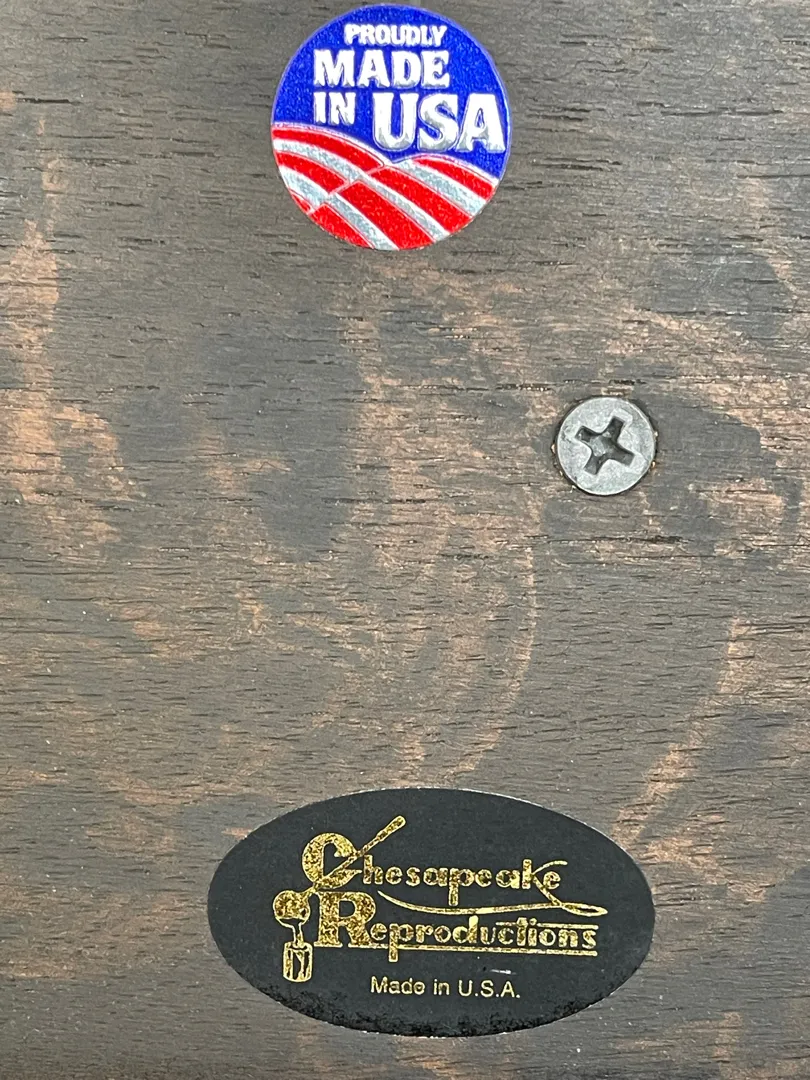 PROUDLY
MADE
IN USA
Chesapeake
Reproductions
Made in U.S.A.